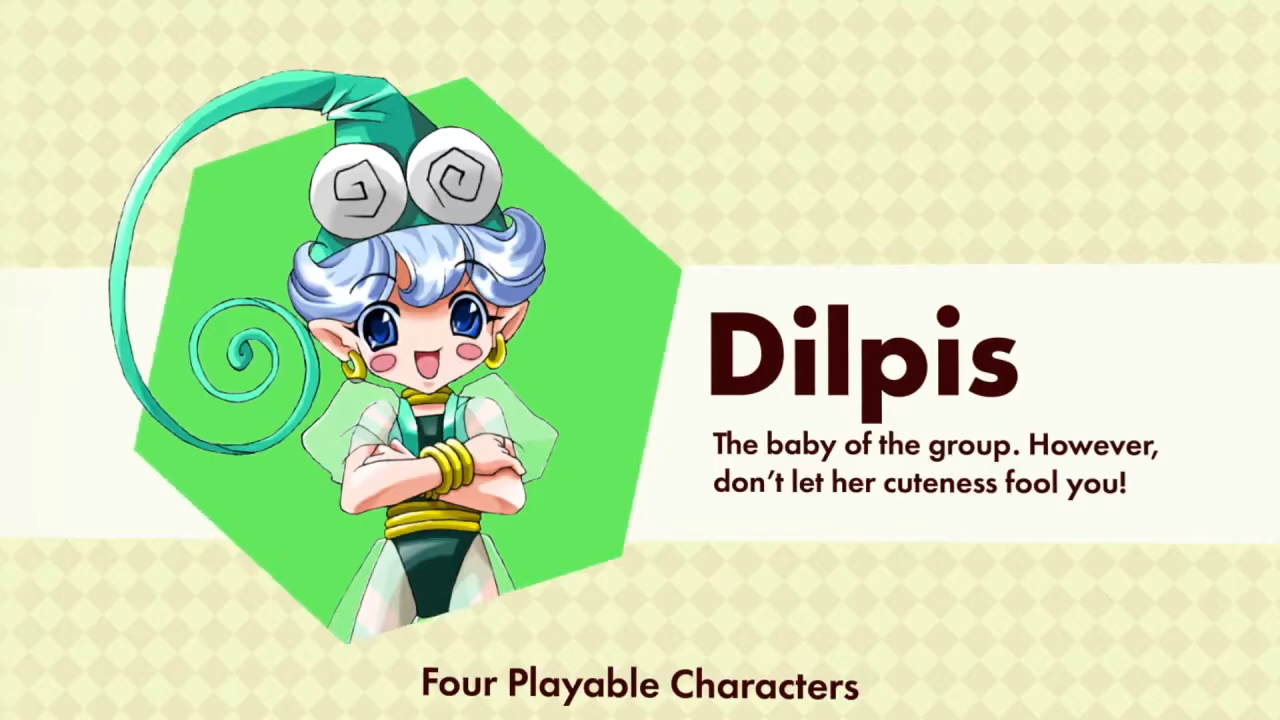 Dilpis
The baby of the group. However,
don’t let her cuteness fool you!
Four Playable Characters